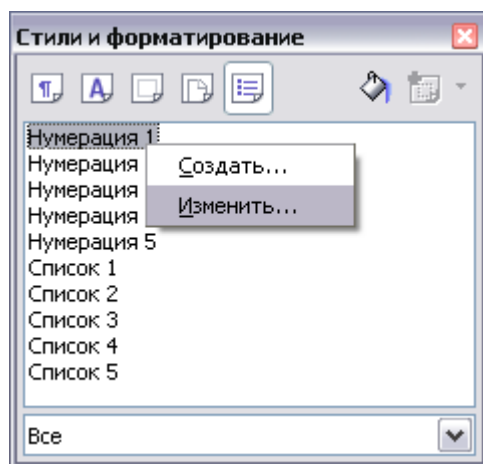 Стили и форматирование
Нумерация 1
Нумерация
Создать...
Нумерация
Нумерация
Изменить...
Нумерация 5
Список 1
Список 2
Список 3
Список 4
Список 5
Все